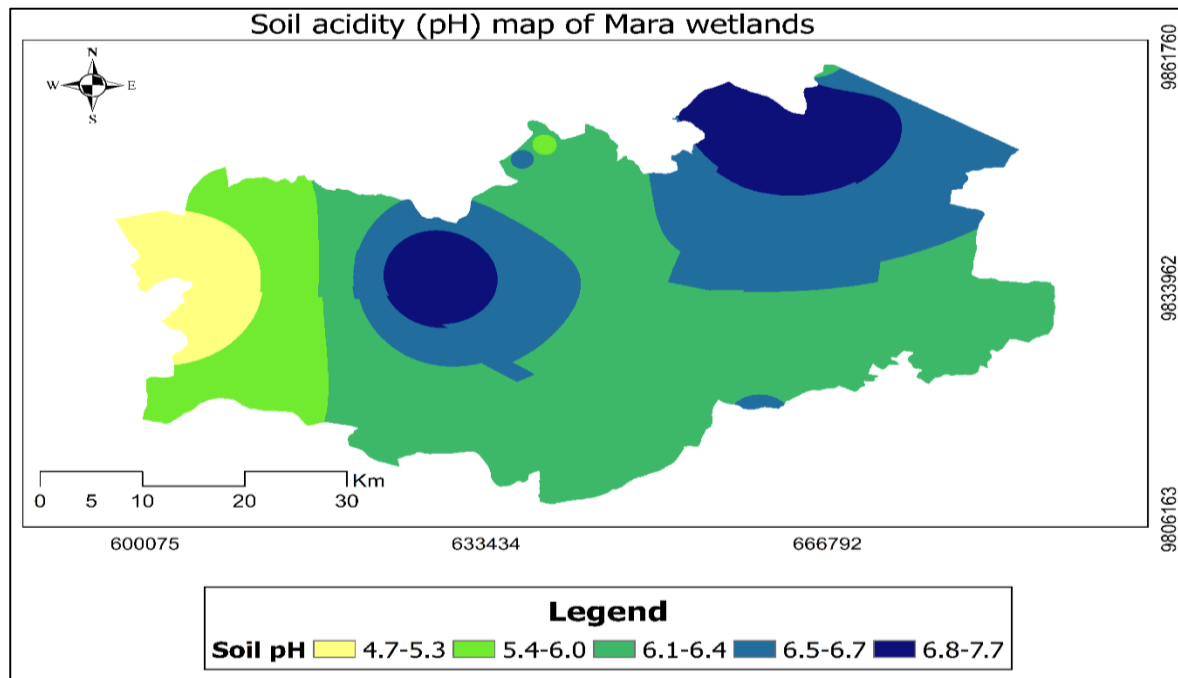 Soil acidity (pH) map of Mara wetlands
N
W E
S
9861760
9833962
9806163
Km
0 5 10 20 30
600075 633434 666792
Legend
Soil pH 4.7-5.3 5.4-6.0 6.1-6.4 6.5-6.7 6.8-7.7